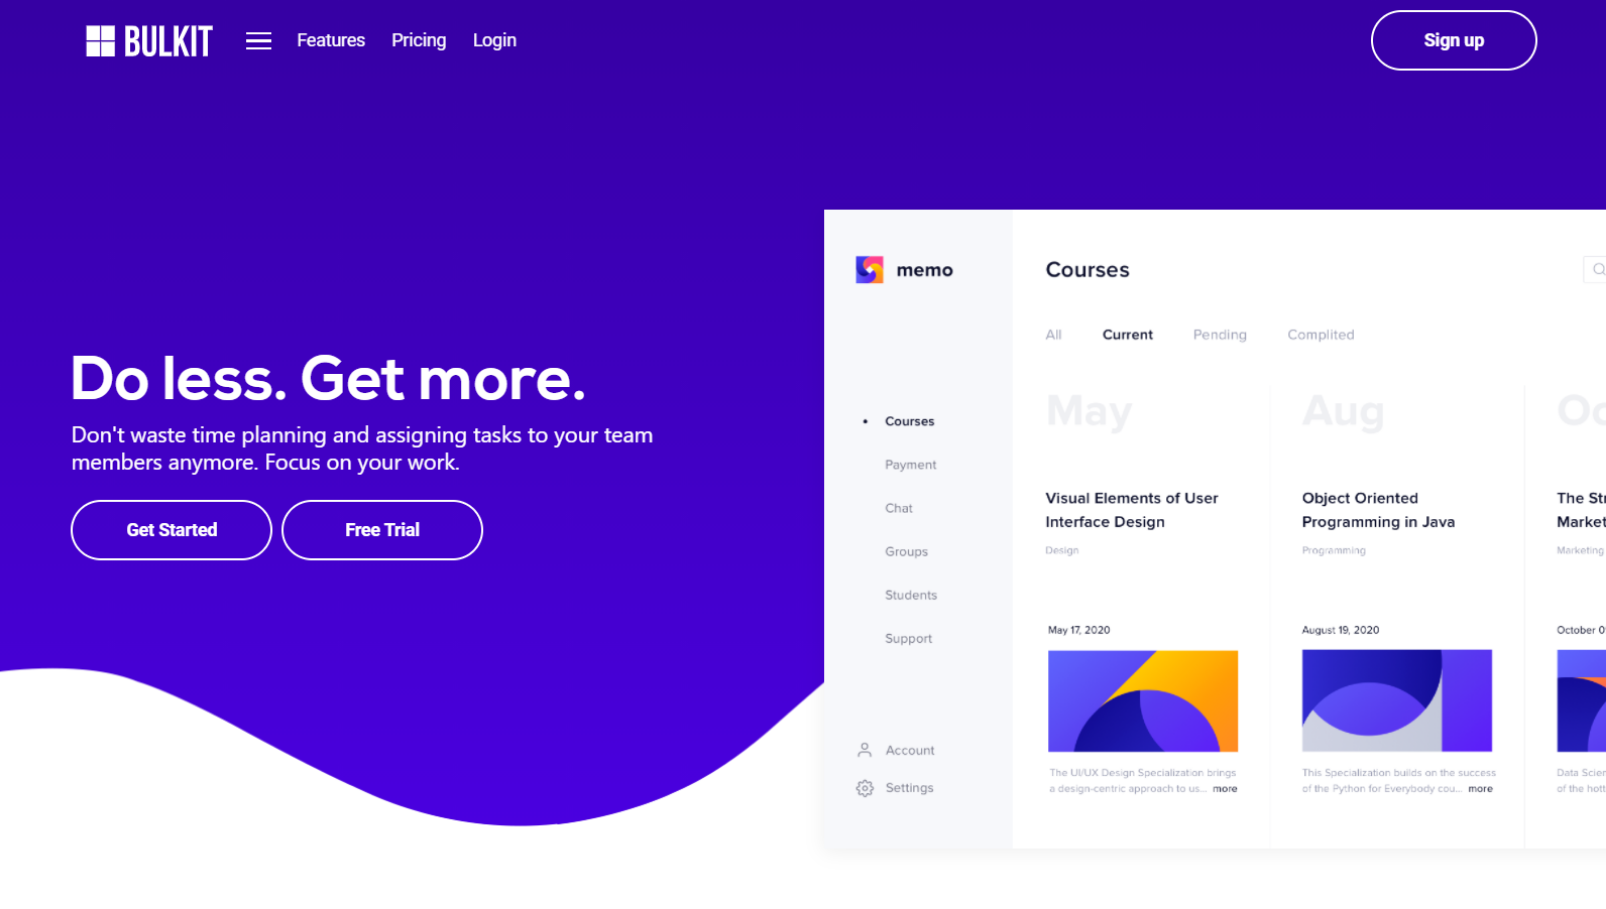 BULKIT
Features Pricing Login
Sign up
Do less. Get more.
Don't waste time planning and assigning tasks to your team
members anymore. Focus on your work.
Get Started
Free Trial
memo
Courses
Payment
Chat
Groups
Students
Support
Account
Settings
Courses
All Current Pending Complited
May
Visual Elements of User
Interface Design
Design
May 17, 2020
The UI/UX Design Specialization brings
a design-centric approach to us... more
Aug
Object Oriented
Programming in Java
Programming
August 19, 2020
This Specialization builds on the success
of the Python for Everybody cou... more
Oc
The Str
Market
Marketing
October 0
Data Scien
of the hott